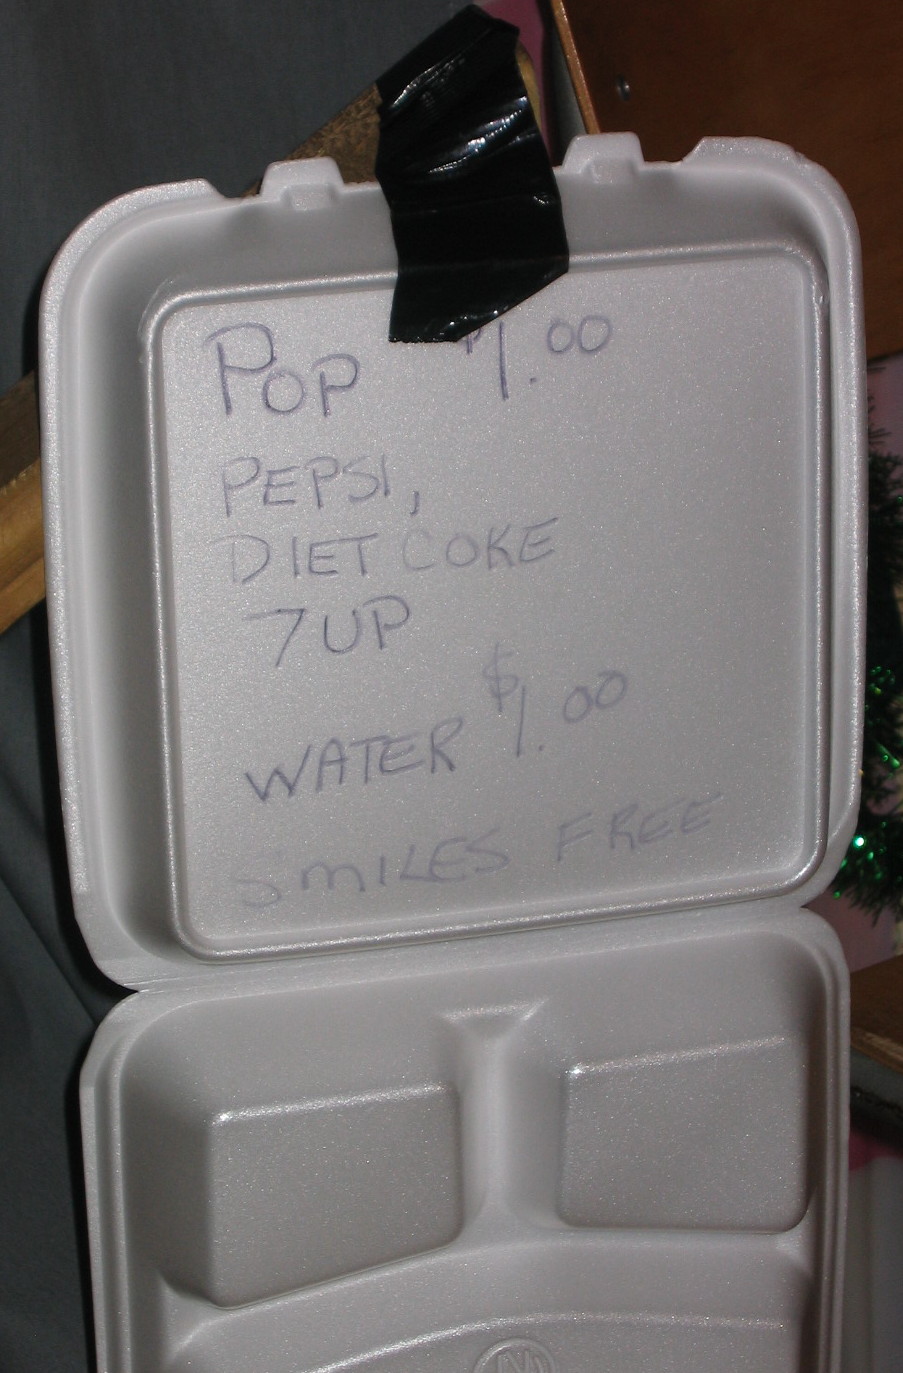 POP $1.00
PEPSI,
DIET COKE
7UP
WATER $1.00
SMILES FREE